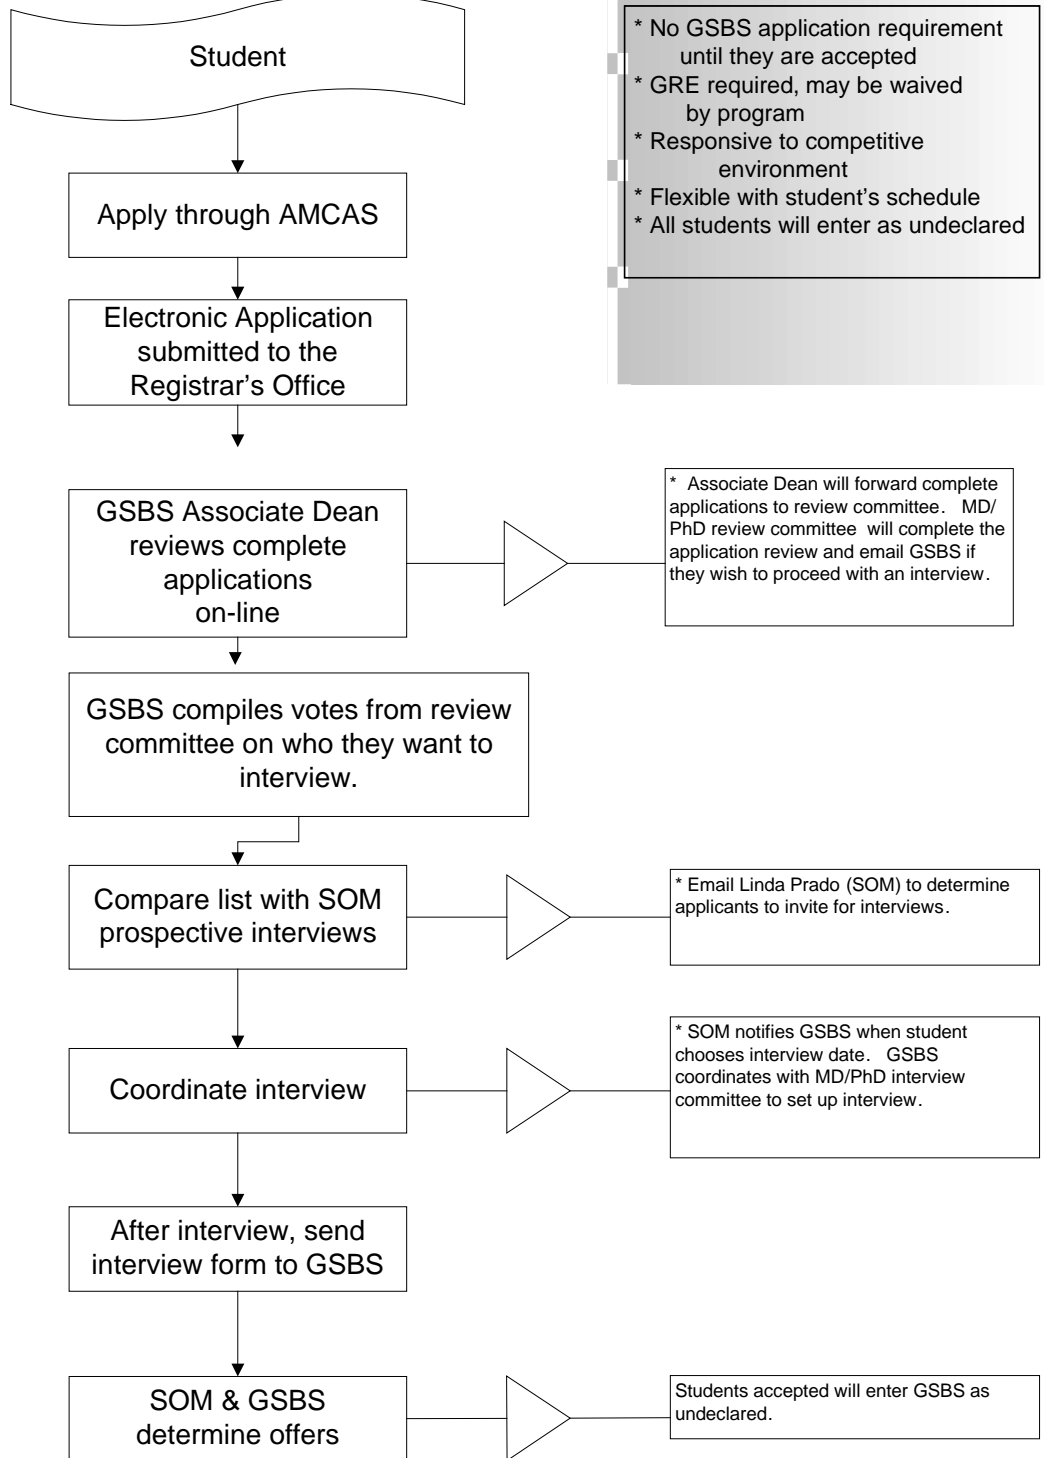 Student
* No GSBS application requirement
until they are accepted
* GRE required, may be waived
by program
* Responsive to competitive
environment
* Flexible with student's schedule
* All students will enter as undeclared
Apply through AMCAS
Electronic Application
submitted to the
Registrar's Office
GSBS Associate Dean
reviews complete
applications
on-line
* Associate Dean will forward complete
applications to review committee. MD/
PhD review committee will complete the
application review and email GSBS if
they wish to proceed with an interview.
GSBS compiles votes from review
committee on who they want to
interview.
Compare list with SOM
prospective interviews
* Email Linda Prado (SOM) to determine
applicants to invite for interviews.
Coordinate interview
* SOM notifies GSBS when student
chooses interview date. GSBS
coordinates with MD/PhD interview
committee to set up interview.
After interview, send
interview form to GSBS
SOM & GSBS
determine offers
Students accepted will enter GSBS as
undeclared.